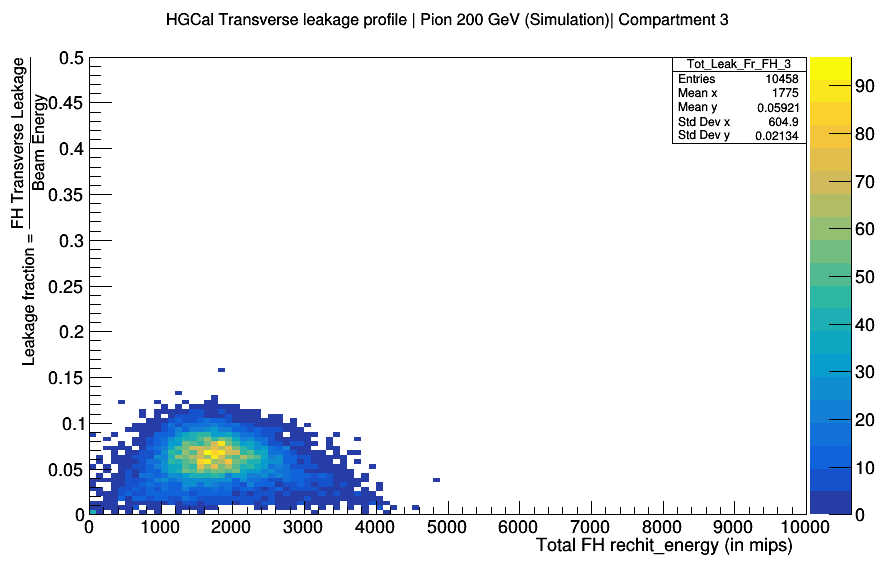 HGCal Transverse leakage profile | Pion 200 GeV (Simulation)| Compartment 3
Leakage fraction = FH Transverse Leakage
Beam Energy
0.5
0.45
0.4
0.35
0.3
0.25
0.2
0.15
0.1
0.05
0
Tot_Leak_Fr_FH_3
Entries 10458
Mean x 1775
Mean y 0.05921
Std Dev x 604.9
Std Dev y 0.02134
90
80
70
60
50
40
30
20
10
0
0 1000 2000 3000 4000 5000 6000 7000 8000 9000 10000
Total FH rechit_energy (in mips)